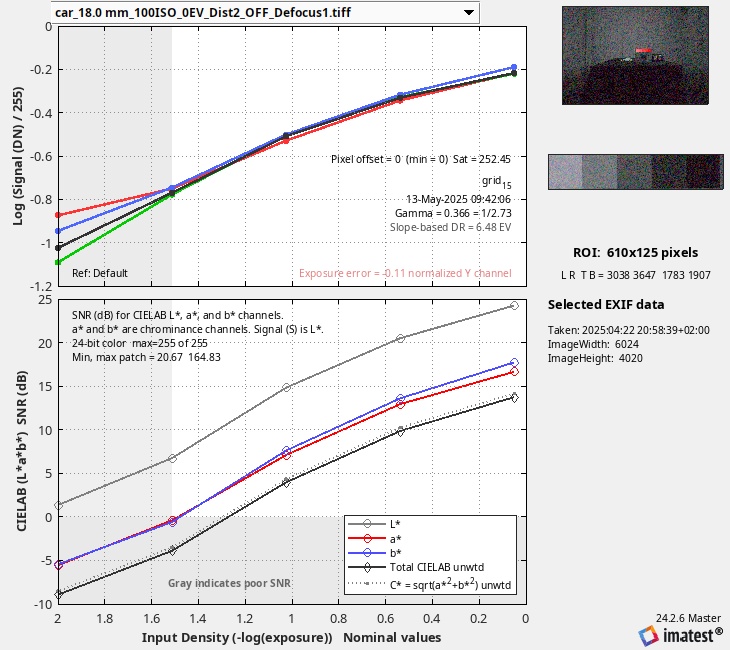 car_18.0 mm_100ISO_0EV_Dist2_OFF_Defocus1.tiff
0
-0.2
-0.4
-0.6
-0.8
-1
-1.2
Log (Signal (DN) / 255)
Pixel offset = 0 (min = 0) Sat = 252.45
grid15
13-May-2025 09:42:06
Gamma = 0.366 = 1/2.73
Slope-based DR = 6.48 EV
Ref: Default
Exposure error = -0.11 normalized Y channel
ROI: 610x125 pixels
L R T B = 3038 3647 1783 1907
Selected EXIF data
Taken: 2025:04:22 20:58:39+02:00
ImageWidth: 6024
ImageHeight: 4020
25
20
15
10
5
0
-5
-10
CIELAB (L*a*b*) SNR (dB)
SNR (dB) for CIELAB L*, a*, and b* channels.
a* and b* are chrominance channels. Signal (S) is L*.
24-bit color max=255 of 255
Min, max patch = 20.67 164.83
L*
a*
b*
Total CIELAB unwtd
C* = sqrt(a*2+b*2) unwtd
Gray indicates poor SNR
2 1.8 1.6 1.4 1.2 1 0.8 0.6 0.4 0.2 0
Input Density (-log(exposure)) Nominal values
24.2.6 Master
imatest®